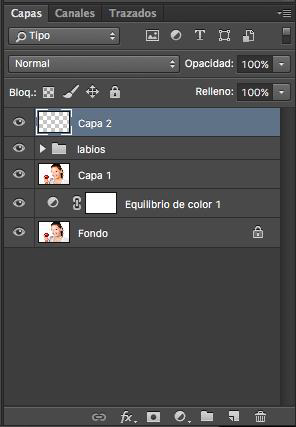 Capas Canales Trazados
Tipo
Normal Opacidad: 100%
Bloq.: Relleno: 100%
Capa 2
labios
Capa 1
Equilibrio de color 1
Fondo
fx